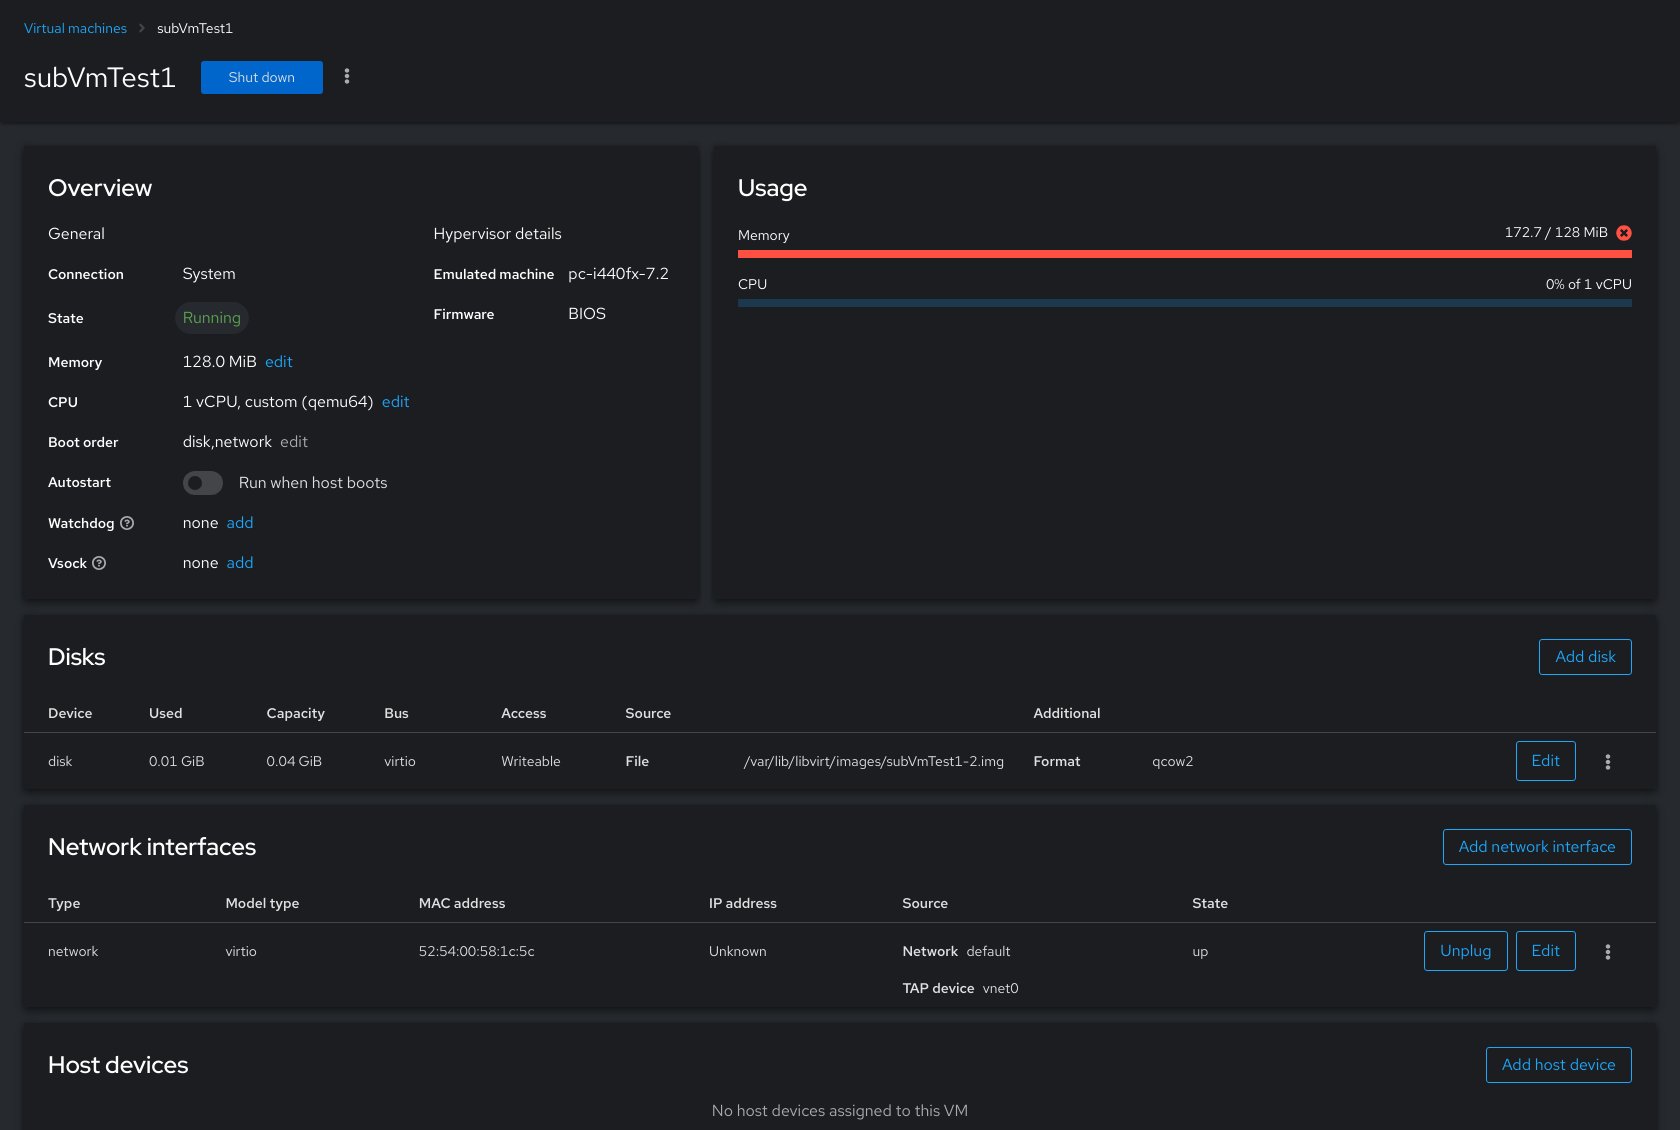 Virtual machines > subVmTest1
subVmTest1 Shut down
Overview
General
Connection System
State Running
Memory 128.0 MiB edit
CPU 1 vCPU, custom (qemu64) edit
Boot order disk,network edit
Autostart Run when host boots
Watchdog none add
Vsock none add
Hypervisor details
Emulated machine pc-i440fx-7.2
Firmware BIOS
Usage
Memory 172.7 / 128 MiB
CPU 0% of 1 vCPU
Disks Add disk
Device Used Capacity Bus Access Source Additional
disk 0.01 GiB 0.04 GiB virtio Writeable File /var/lib/libvirt/images/subVmTest1-2.img Format qcow2 Edit
Network interfaces Add network interface
Type Model type MAC address IP address Source State
network virtio 52:54:00:58:1c:5c Unknown Network default up Unplug Edit
TAP device vnet0
Host devices Add host device
No host devices assigned to this VM